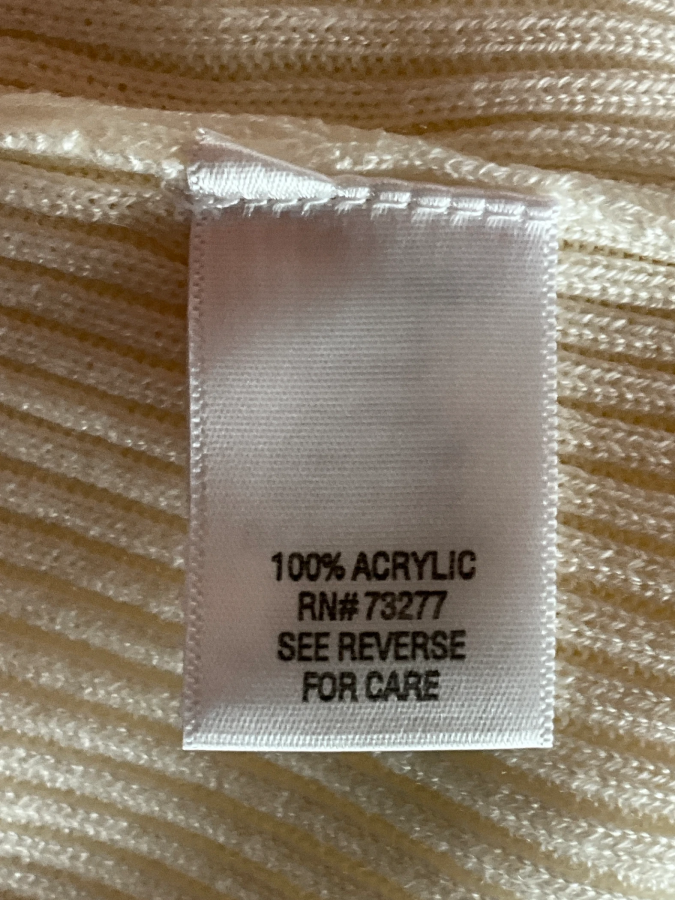 100% ACRYLIC
RN# 73277
SEE REVERSE
FOR CARE